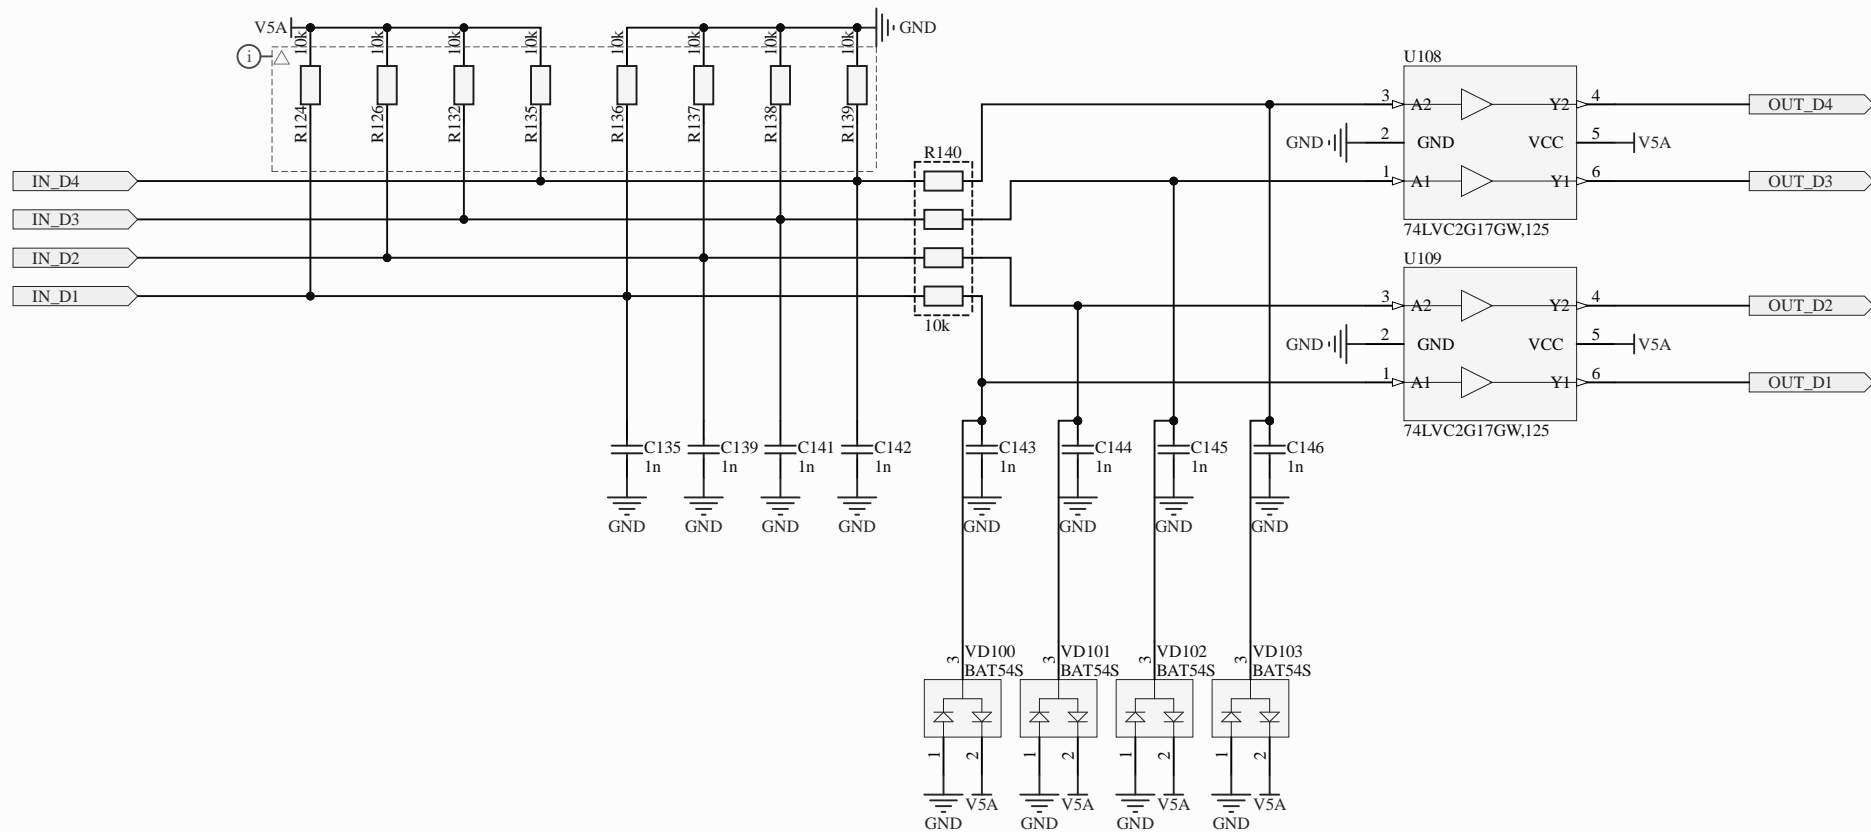 V5A
10k
10k
10k
10k
10k
10k
10k
10k
GND
i
R124
R126
R132
R135
R136
R137
R138
R139
IN_D4
IN_D3
IN_D2
IN_D1
R140
10k
U108
3 A2 Y2 4
GND 2 GND VCC 5 V5A
1 A1 Y1 6
74LVC2G17GW,125
OUT_D4
OUT_D3
U109
3 A2 Y2 4
GND 2 GND VCC 5 V5A
1 A1 Y1 6
74LVC2G17GW,125
OUT_D2
OUT_D1
C135
1n
GND
C139
1n
GND
C141
1n
GND
C142
1n
GND
C143
1n
GND
C144
1n
GND
C145
1n
GND
C146
1n
GND
3
VD100
BAT54S
1 2
GND V5A
3
VD101
BAT54S
1 2
GND V5A
3
VD102
BAT54S
1 2
GND V5A
3
VD103
BAT54S
1 2
GND V5A